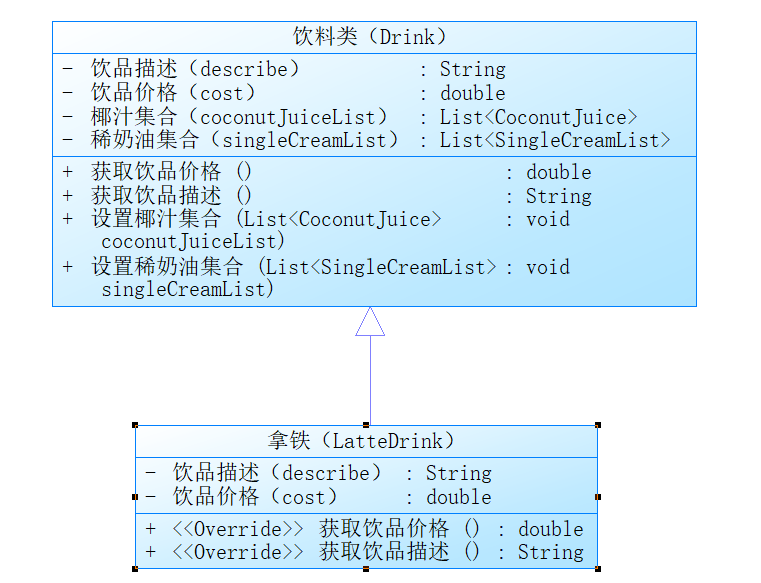 饮料类（Drink）
- 饮品描述（describe） : String
- 饮品价格（cost） : double
- 椰汁集合（coconutJuiceList） : List<CoconutJuice>
- 稀奶油集合（singleCreamList） : List<SingleCreamList>
+ 获取饮品价格 () : double
+ 获取饮品描述 () : String
+ 设置椰汁集合 (List<CoconutJuice> : void
coconutJuiceList)
+ 设置稀奶油集合 (List<SingleCreamList> : void
singleCreamList)
拿铁（LatteDrink）
- 饮品描述（describe） : String
- 饮品价格（cost） : double
+ <<Override>> 获取饮品价格 () : double
+ <<Override>> 获取饮品描述 () : String